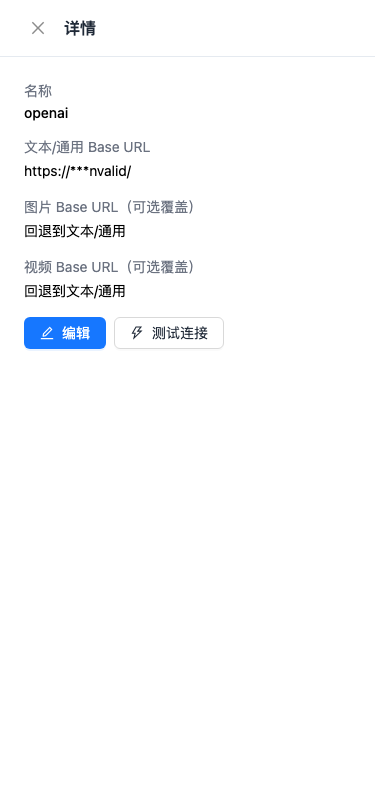 详情
名称
openai
文本/通用 Base URL
https://***nvalid/
图片 Base URL（可选覆盖）
回退到文本/通用
视频 Base URL（可选覆盖）
回退到文本/通用
编辑 测试连接